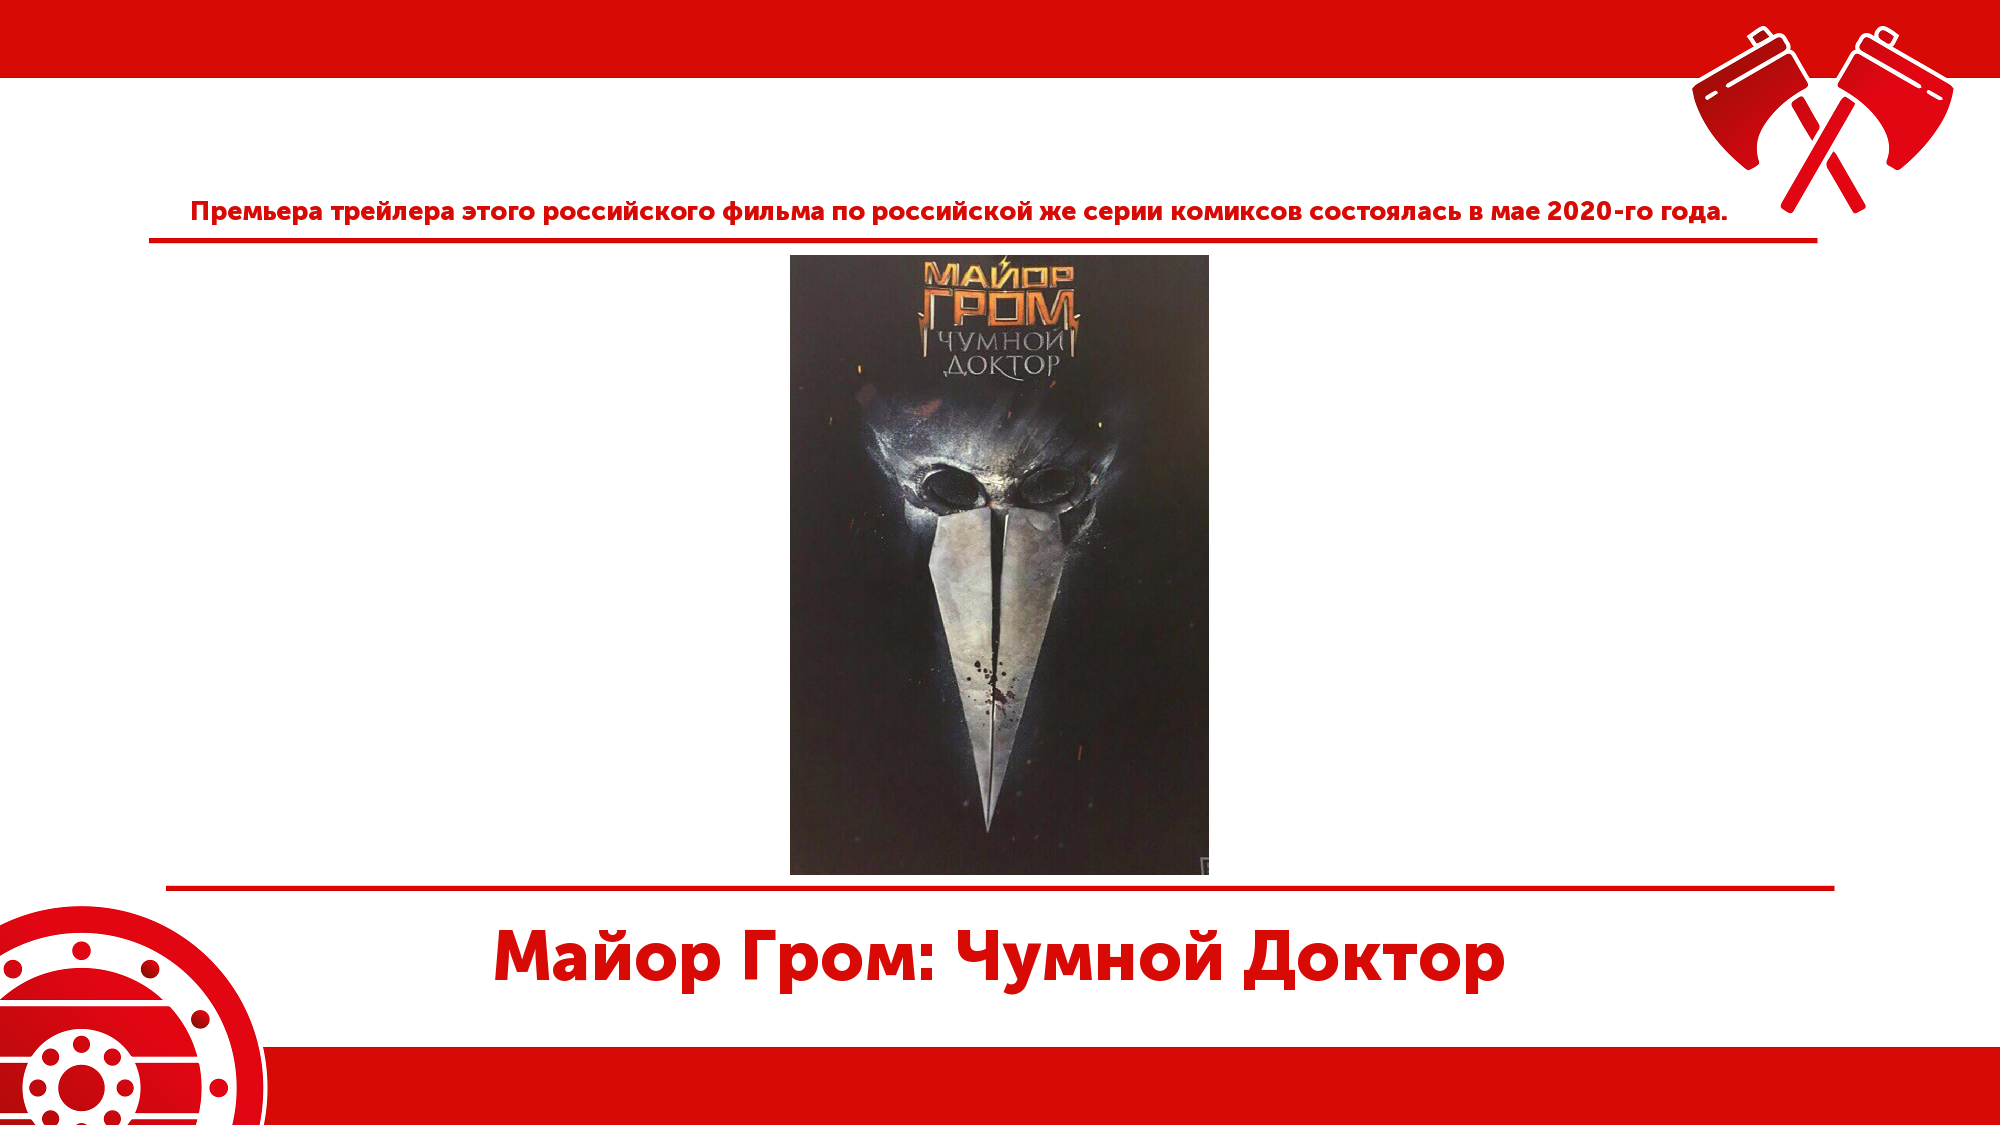 Премьера трейлера этого российского фильма по российской же серии комиксов состоялась в мае 2020-го года.
МАЙОР
ГРОМ
ЧУМНОЙ
ДОКТОР
Майор Гром: Чумной Доктор